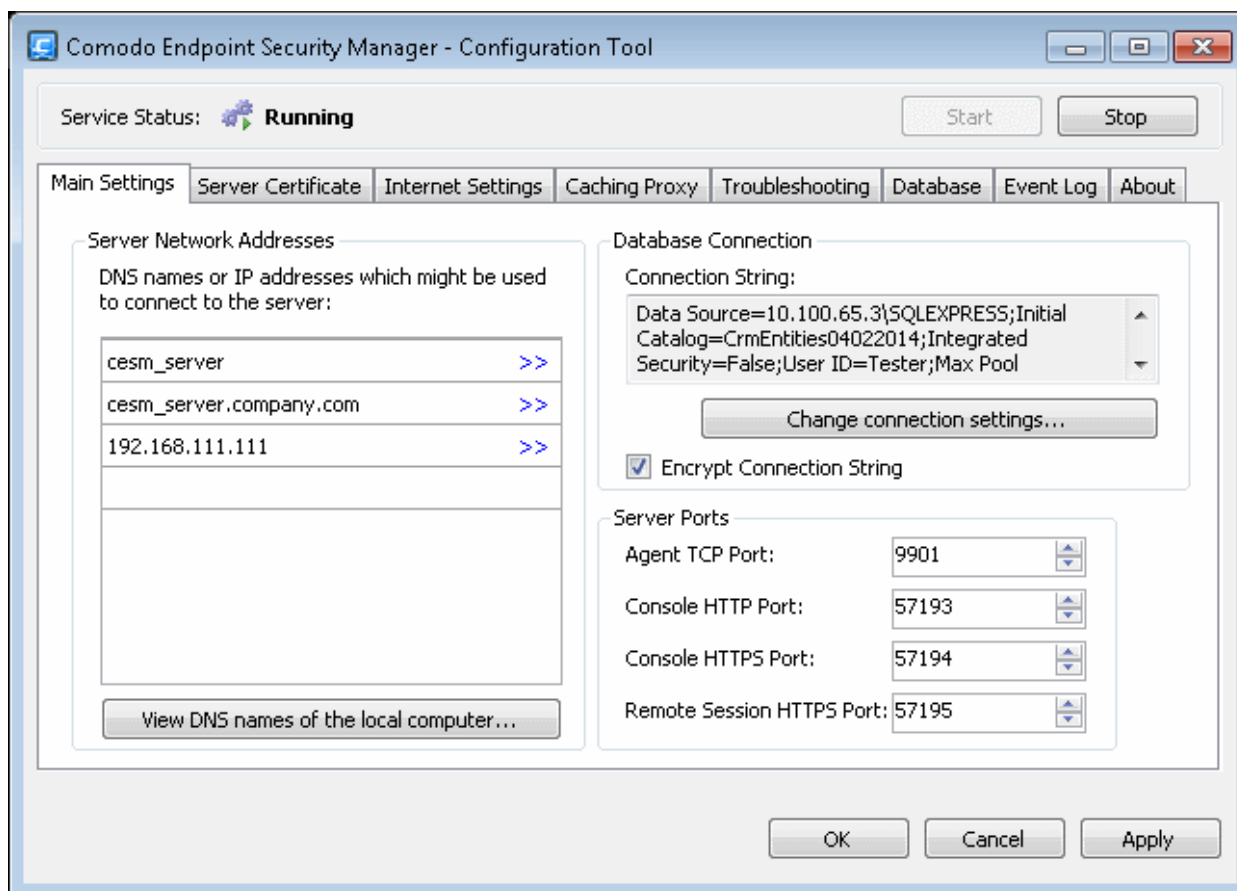 Comodo Endpoint Security Manager - Configuration Tool
Service Status: Running Start Stop
Main Settings Server Certificate Internet Settings Caching Proxy Troubleshooting Database Event Log About
Server Network Addresses
DNS names or IP addresses which might be used
to connect to the server:
cesm_server >>
cesm_server.company.com >>
192.168.111.111 >>
View DNS names of the local computer...
Database Connection
Connection String:
Data Source=10.100.65.3\SQLEXPRESS;Initial
Catalog=CrmEntities04022014;Integrated
Security=False;User ID=Tester;Max Pool
Change connection settings...
Encrypt Connection String
Server Ports
Agent TCP Port: 9901
Console HTTP Port: 57193
Console HTTPS Port: 57194
Remote Session HTTPS Port: 57195
OK Cancel Apply